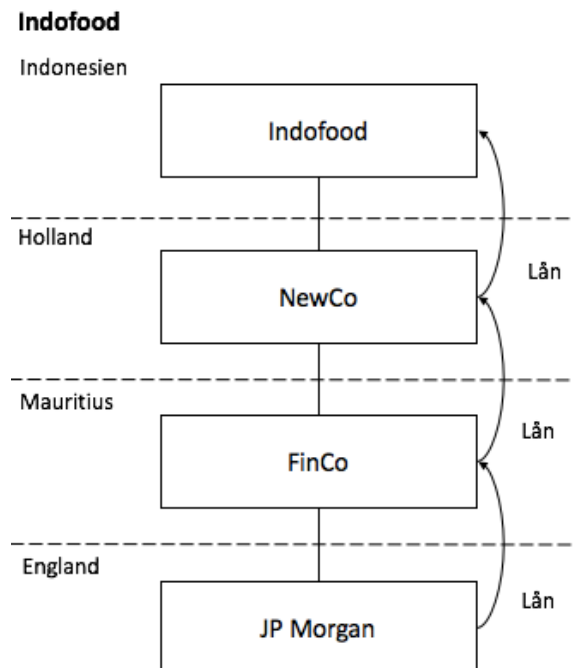 Indofood
Indonesien
Indofood
Holland
NewCo
Lån
Mauritius
FinCo
Lån
England
JP Morgan
Lån